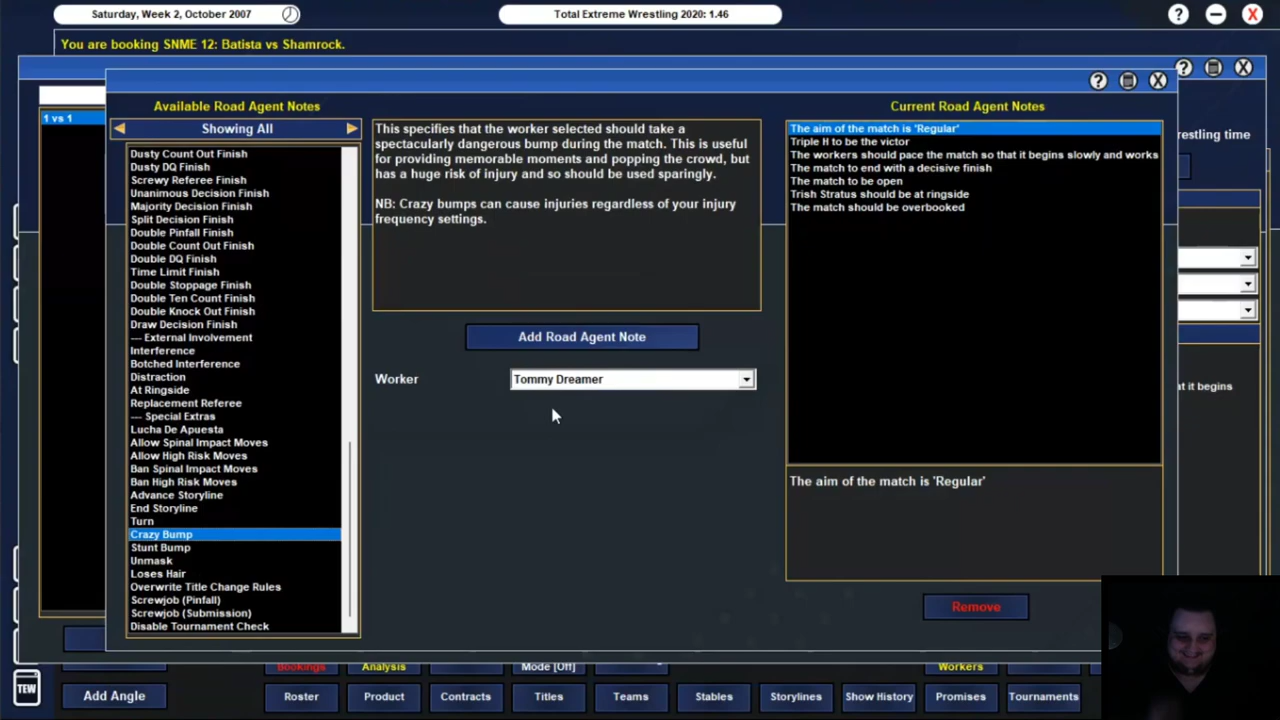 Saturday, Week 2, October 2007
Total Extreme Wrestling 2020: 1.46
?
X
You are booking SNME 12: Batista vs Shamrock.
?
X
?
X
Available Road Agent Notes
Current Road Agent Notes
Showing All
1 vs 1
restling time
Dusty Count Out Finish
Dusty DQ Finish
Screwy Referee Finish
Unanimous Decision Finish
Majority Decision Finish
Split Decision Finish
Double Pinfall Finish
Double Count Out Finish
Double DQ Finish
Time Limit Finish
Double Stoppage Finish
Double Ten Count Finish
Double Knock Out Finish
Draw Decision Finish
--- External Involvement
Interference
Botched Interference
Distraction
At Ringside
Replacement Referee
--- Special Extras
Lucha De Apuesta
Allow Spinal Impact Moves
Allow High Risk Moves
Ban Spinal Impact Moves
Ban High Risk Moves
Advance Storyline
End Storyline
Turn
Crazy Bump
Stunt Bump
Unmask
Loses Hair
Overwrite Title Change Rules
Screwjob (Pinfall)
Screwjob (Submission)
Disable Tournament Check
This specifies that the worker selected should take a
spectacularly dangerous bump during the match. This is useful
for providing memorable moments and popping the crowd, but
has a huge risk of injury and so should be used sparingly.
NB: Crazy bumps can cause injuries regardless of your injury
frequency settings.
Add Road Agent Note
Worker
Tommy Dreamer
The aim of the match is 'Regular'
Triple H to be the victor
The workers should pace the match so that it begins slowly and works
The match to end with a decisive finish
The match to be open
Trish Stratus should be at ringside
The match should be overbooked
The aim of the match is 'Regular'
at it begins
Remove
Bookings
Analysis
Mode [Off]
Workers
TEW
Add Angle
Roster
Product
Contracts
Titles
Teams
Stables
Storylines
Show History
Promises
Tournaments